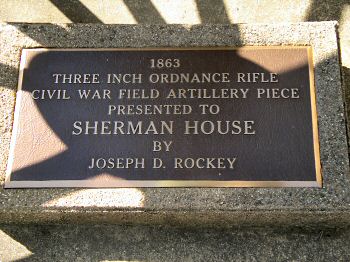 1863
THREE INCH ORDNANCE RIFLE
CIVIL WAR FIELD ARTILLERY PIECE
PRESENTED TO
SHERMAN HOUSE
BY
JOSEPH D. ROCKEY